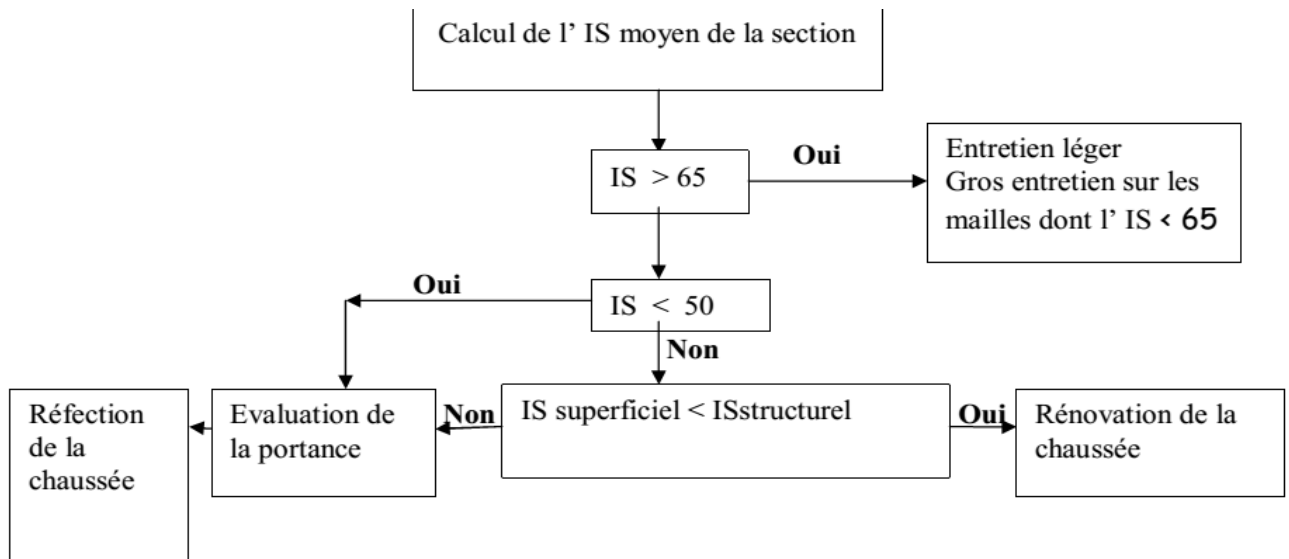 Calcul de l’ IS moyen de la section
IS > 65
Oui
Entretien léger
Gros entretien sur les
mailles dont l’ IS < 65
Oui
IS < 50
Non
Réfection
de la
chaussée
Evaluation de
la portance
Non
IS superficiel < ISstructurel
Oui
Rénovation de la
chaussée